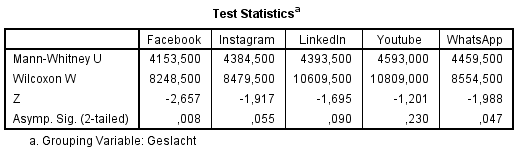 Test Statisticsa
Facebook Instagram LinkedIn Youtube WhatsApp
Mann-Whitney U 4153,500 4384,500 4393,500 4593,000 4459,500
Wilcoxon W 8248,500 8479,500 10609,500 10809,000 8554,500
Z -2,657 -1,917 -1,695 -1,201 -1,988
Asymp. Sig. (2-tailed) ,008 ,055 ,090 ,230 ,047
a. Grouping Variable: Geslacht